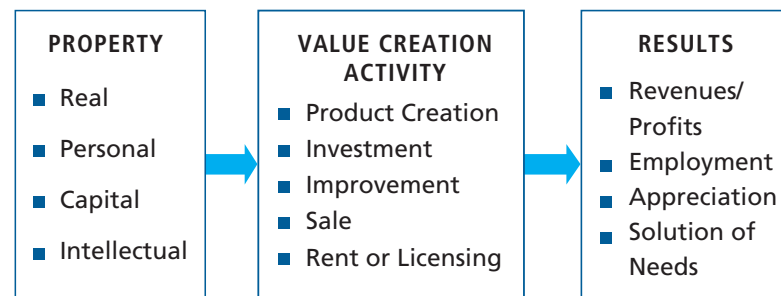 PROPERTY
Real
Personal
Capital
Intellectual
VALUE CREATION
ACTIVITY
Product Creation
Investment
Improvement
Sale
Rent or Licensing
RESULTS
Revenues/
Profits
Employment
Appreciation
Solution of
Needs